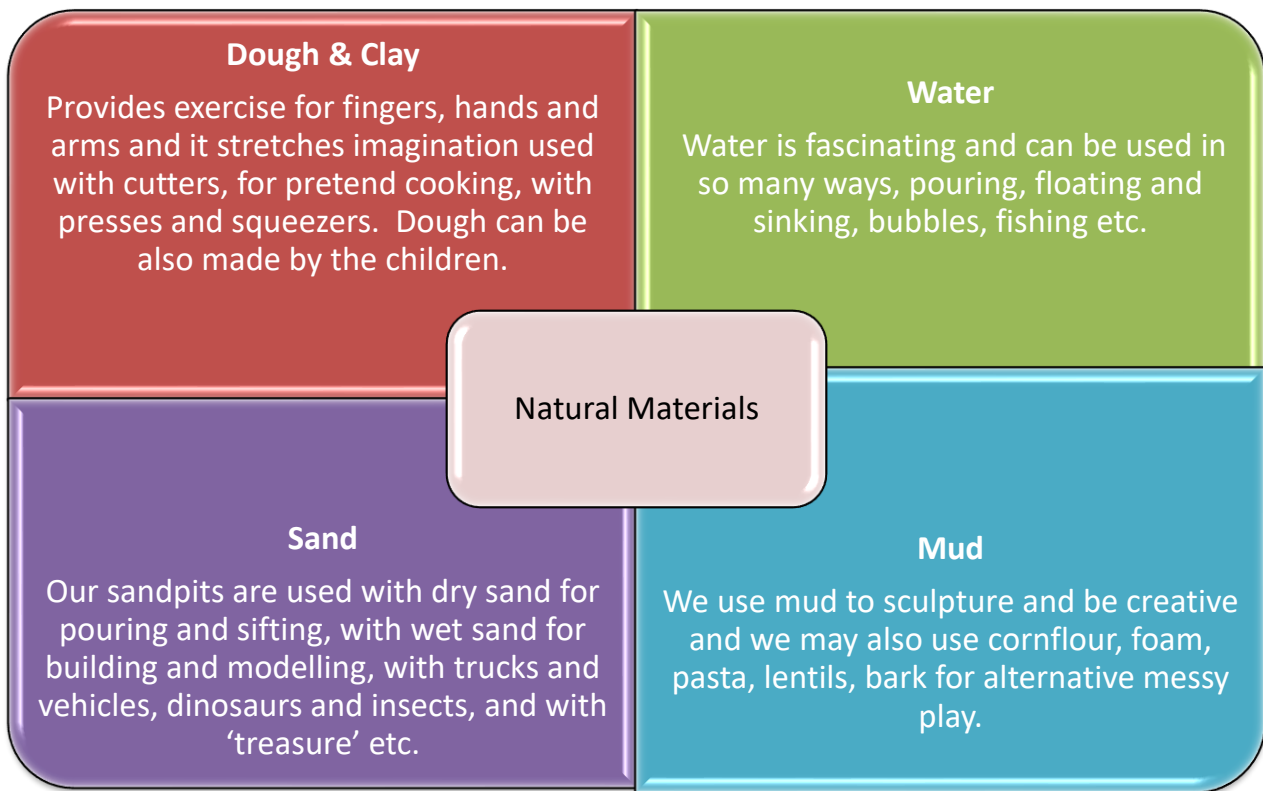 Dough & Clay
Provides exercise for fingers, hands and
arms and it stretches imagination used
with cutters, for pretend cooking, with
presses and squeezers.  Dough can be
also made by the children.
Water
Water is fascinating and can be used in
so many ways, pouring, floating and
sinking, bubbles, fishing etc.
Natural Materials
Sand
Our sandpits are used with dry sand for
pouring and sifting, with wet sand for
building and modelling, with trucks and
vehicles, dinosaurs and insects, and with
‘treasure’ etc.
Mud
We use mud to sculpture and be creative
and we may also use cornflour, foam,
pasta, lentils, bark for alternative messy
play.